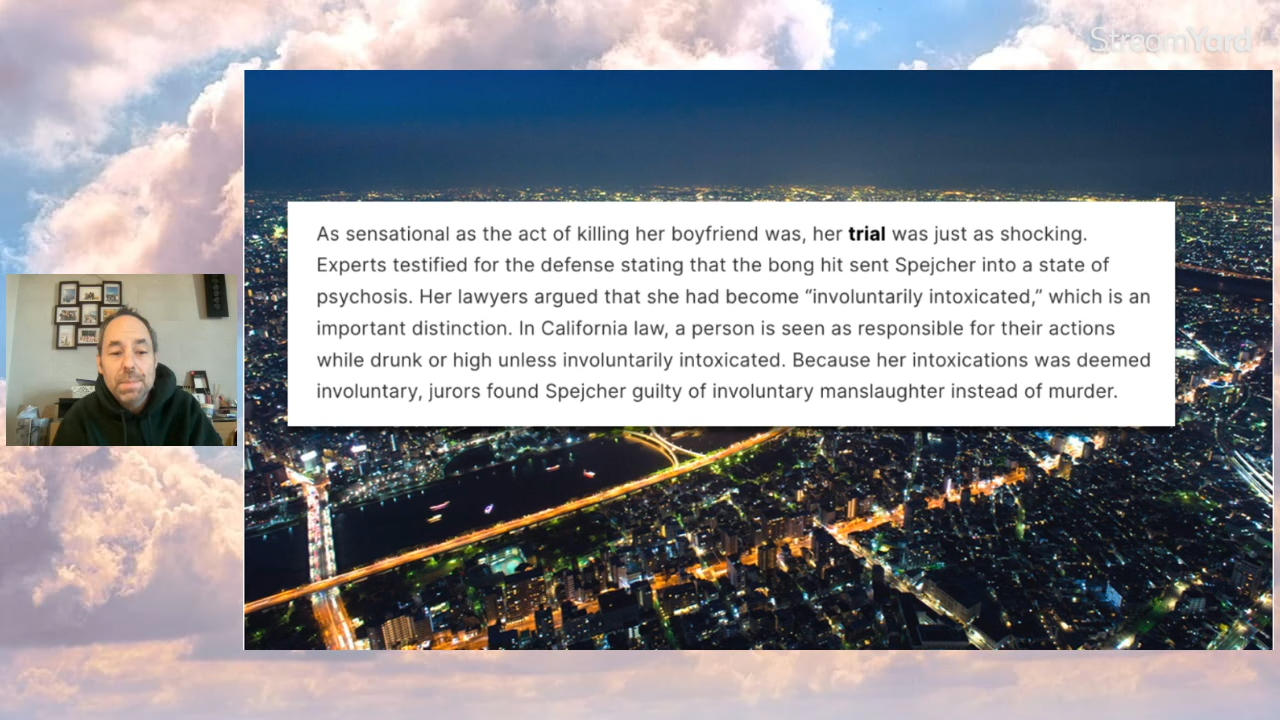 StreamYard
As sensational as the act of killing her boyfriend was, her trial was just as shocking.
Experts testified for the defense stating that the bong hit sent Spejcher into a state of
psychosis. Her lawyers argued that she had become “involuntarily intoxicated,” which is an
important distinction. In California law, a person is seen as responsible for their actions
while drunk or high unless involuntarily intoxicated. Because her intoxications was deemed
involuntary, jurors found Spejcher guilty of involuntary manslaughter instead of murder.